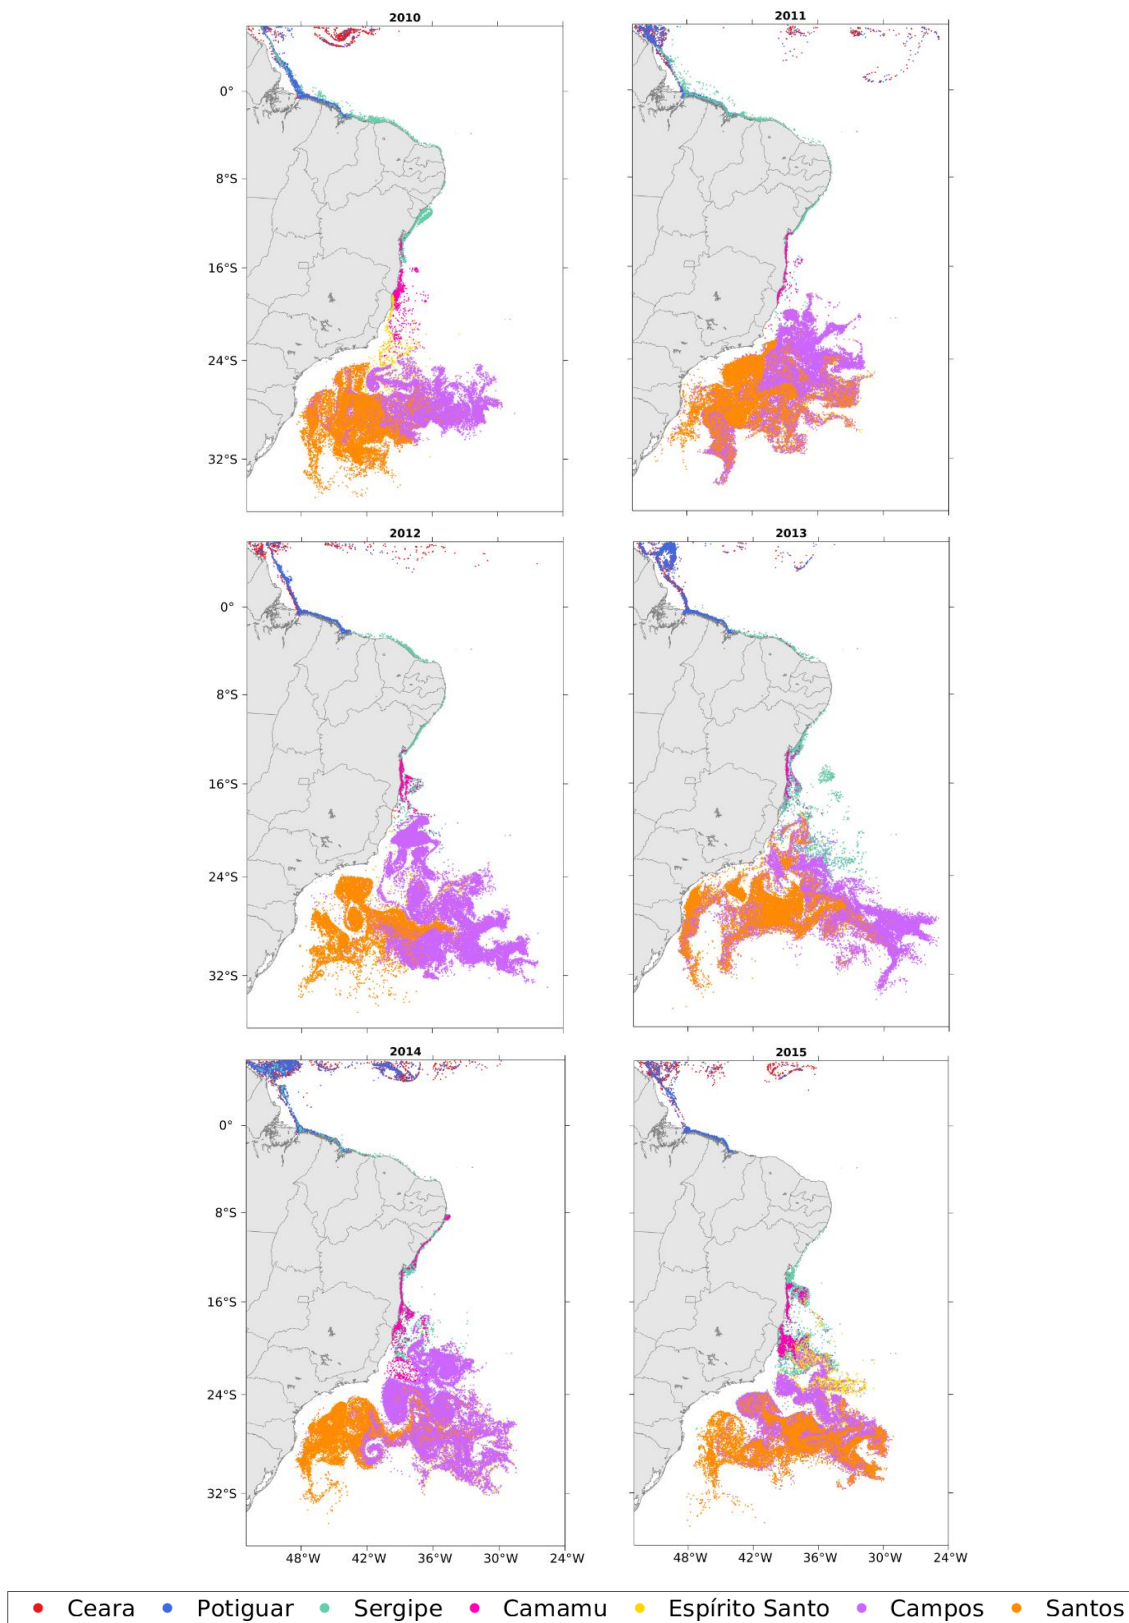 2010 2011
0°
8°S
16°S
24°S
32°S
2012 2013
0°
8°S
16°S
24°S
32°S
2014 2015
0°
8°S
16°S
24°S
32°S
48°W 42°W 36°W 30°W 24°W 48°W 42°W 36°W 30°W 24°W
Ceara Potiguar Sergipe Camamu Espírito Santo Campos Santos